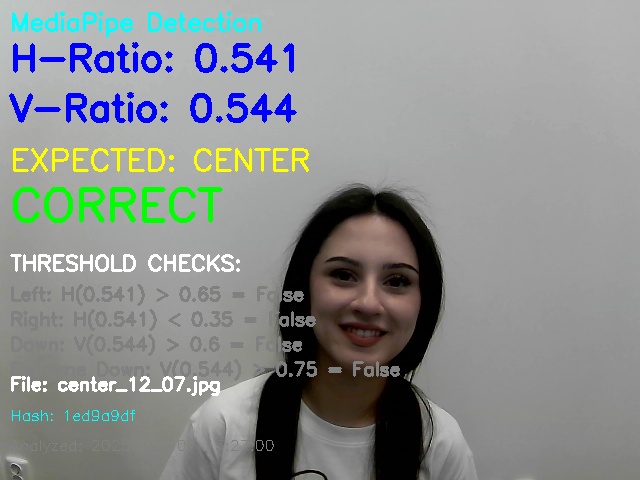 MediaPipe Detection
H-Ratio: 0.541
V-Ratio: 0.544
EXPECTED: CENTER
CORRECT
THRESHOLD CHECKS:
Left: H(0.541) > 0.65 = False
Right: H(0.541) < 0.35 = False
Down: V(0.544) > 0.6 = False
Down: V(0.544) > 0.75 = False
File: center_12_07.jpg
Hash: 1ed9a9df
Analyzed: